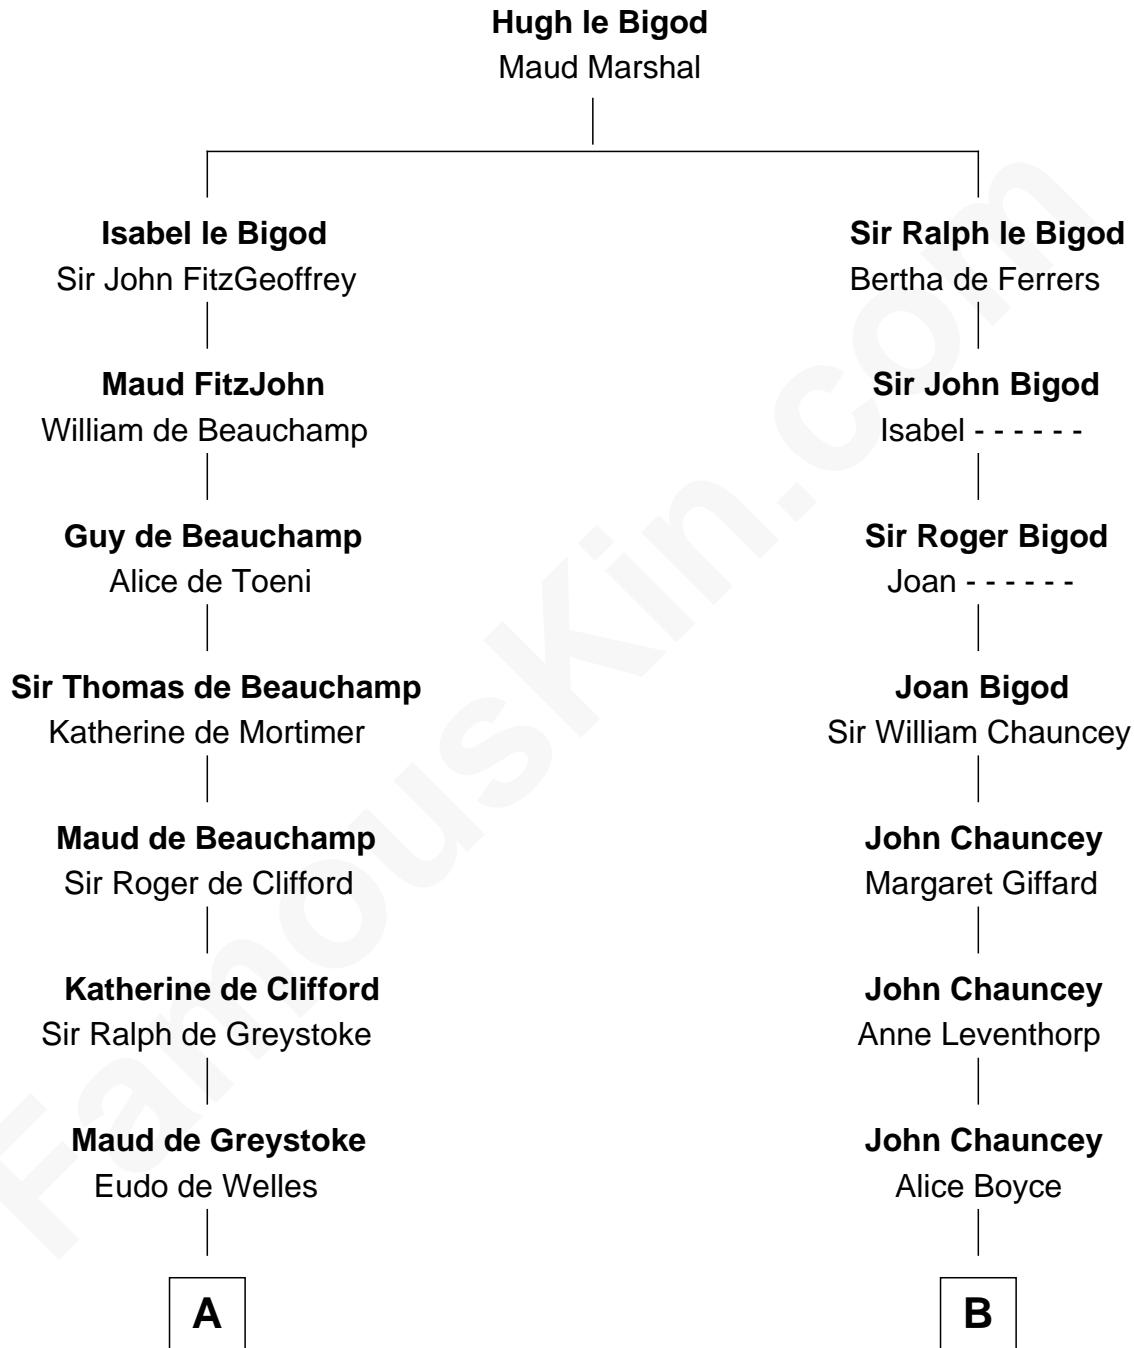 Hugh le Bigod
Maud Marshal
Isabel le Bigod
Sir John FitzGeoffrey
Sir Ralph le Bigod
Bertha de Ferrers
Maud FitzJohn
William de Beauchamp
Sir John Bigod
Isabel - - - - - -
Guy de Beauchamp
Alice de Toeni
Sir Roger Bigod
Joan - - - - - -
Sir Thomas de Beauchamp
Katherine de Mortimer
Joan Bigod
Sir William Chauncey
Maud de Beauchamp
Sir Roger de Clifford
John Chauncey
Margaret Giffard
Katherine de Clifford
Sir Ralph de Greystoke
John Chauncey
Anne Leventhorp
Maud de Greystoke
Eudo de Welles
John Chauncey
Alice Boyce
A
B
FamousKin.com